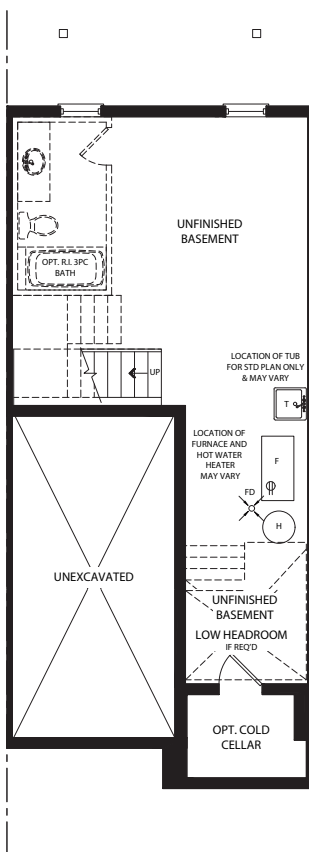 UNFINISHED
BASEMENT
OPT. R.I. 3PC
BATH
LOCATION OF TUB
FOR STD PLAN ONLY
& MAY VARY
UP
T
LOCATION OF
FURNACE AND
HOT WATER
HEATER
MAY VARY
F
FD
H
UNEXCAVATED
UNFINISHED
BASEMENT
LOW HEADROOM
IF REQ'D
OPT. COLD
CELLAR